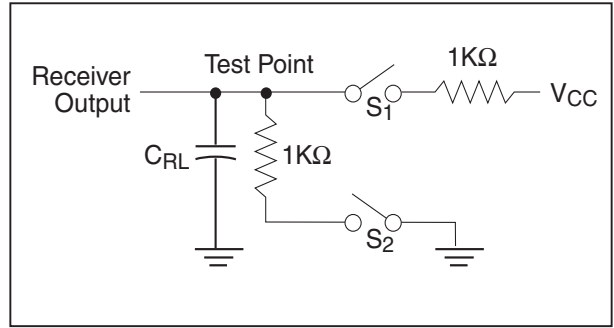 Receiver
Output
Test Point
1KΩ
S1
VCC
CRL
1KΩ
S2